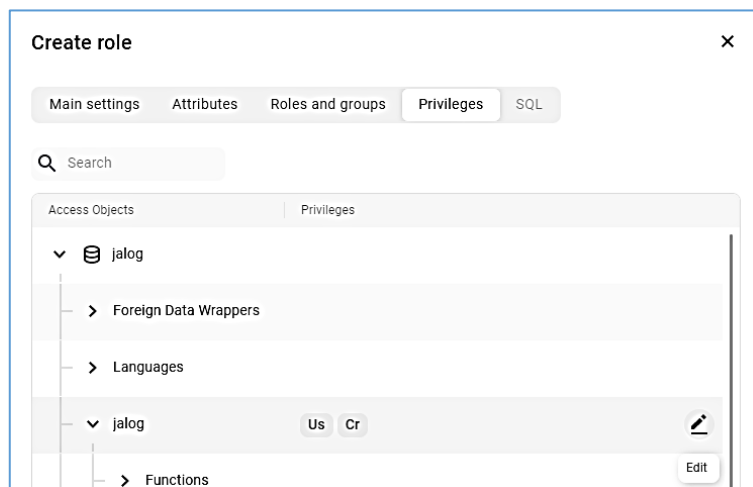 Create role
Main settings Attributes Roles and groups Privileges SQL
Search
Access Objects Privileges
jalog
Foreign Data Wrappers
Languages
jalog Us Cr
Edit
Functions